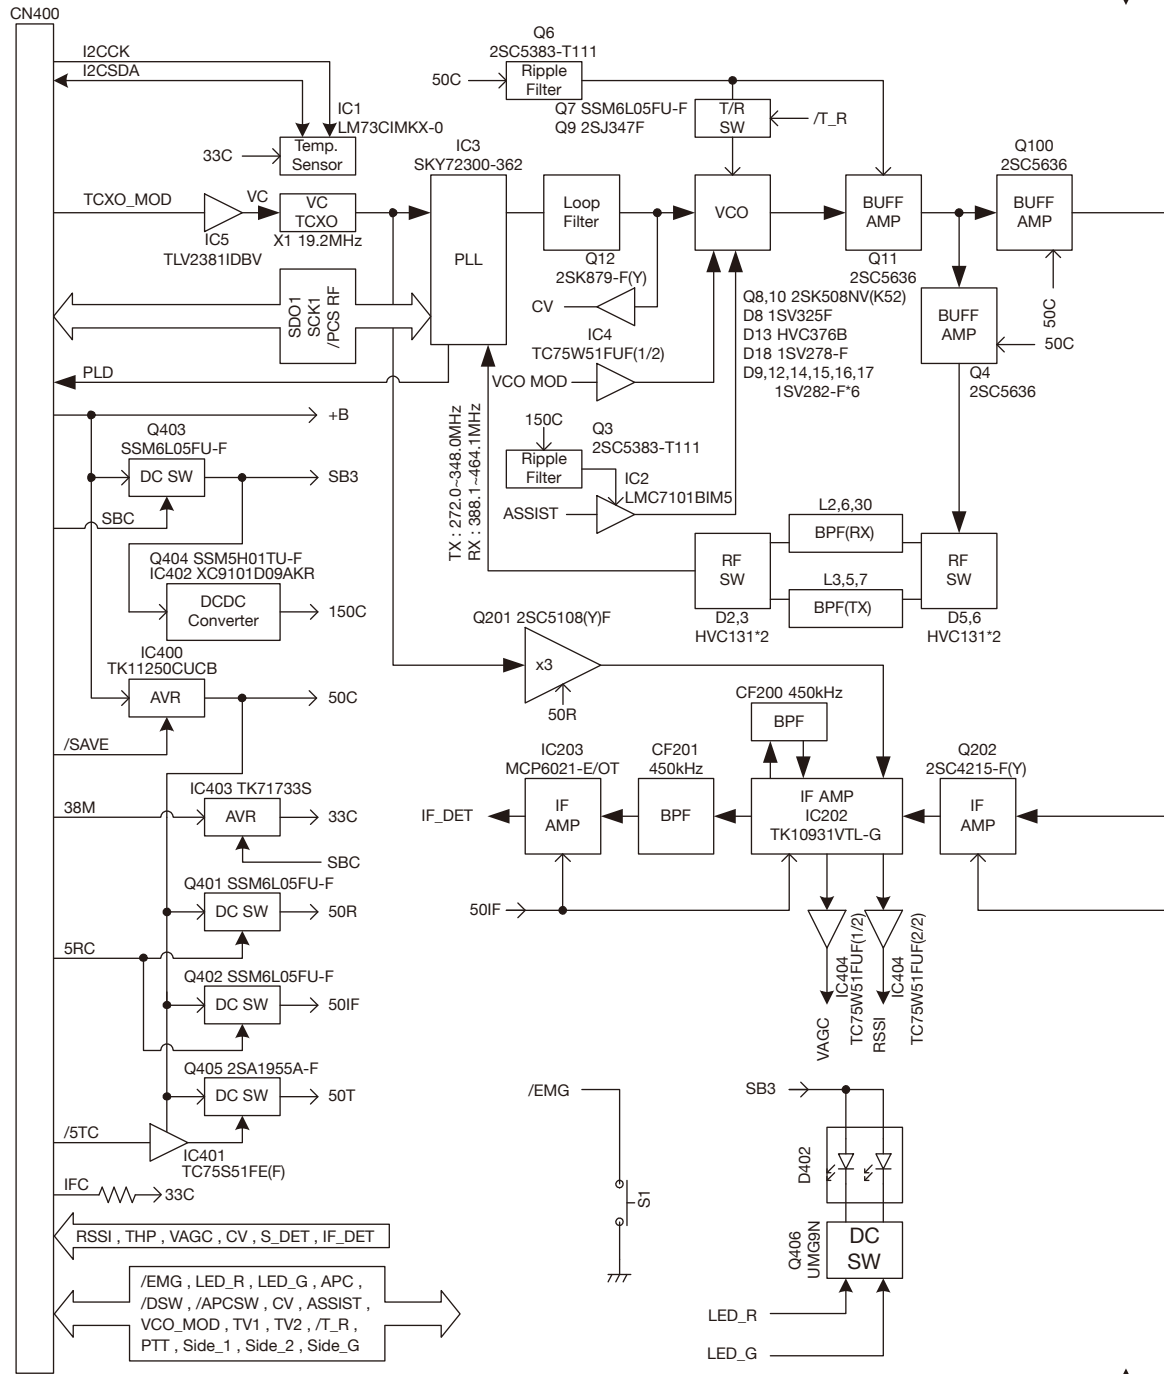 CN400
I2CCK
I2CSDA
IC1
LM73CIMKX-0
33C
Temp.
Sensor
TCXO_MOD
VC
VC
TCXO
IC5
TLV2381IDBV
X1 19.2MHz
SDO1
SCK1
/PCS RF
PLD
+B
Q403
SSM6L05FU-F
DC SW
SB3
SBC
Q404 SSM5H01TU-F
IC402 XC9101D09AKR
DCDC
Converter
150C
IC400
TK11250CUCB
AVR
50C
/SAVE
IC403 TK71733S
38M
AVR
33C
SBC
Q401 SSM6L05FU-F
DC SW
50R
5RC
Q402 SSM6L05FU-F
DC SW
50IF
Q405 2SA1955A-F
DC SW
50T
/5TC
IC401
TC75S51FE(F)
IFC
33C
RSSI , THP , VAGC , CV , S_DET , IF_DET
/EMG , LED_R , LED_G , APC ,
/DSW , /APCSW , CV , ASSIST ,
VCO_MOD , TV1 , TV2 , /T_R ,
PTT , Side_1 , Side_2 , Side_G
Q6
2SC5383-T111
50C
Ripple
Filter
Q7 SSM6L05FU-F
Q9 2SJ347F
T/R
SW
/T_R
IC3
SKY72300-362
PLL
Loop
Filter
VCO
BUFF
AMP
Q11
2SC5636
Q100
2SC5636
BUFF
AMP
50C
Q12
2SK879-F(Y)
CV
IC4
TC75W51FUF(1/2)
VCO MOD
Q8,10 2SK508NV(K52)
D8 1SV325F
D13 HVC376B
D18 1SV278-F
D9,12,14,15,16,17
1SV282-F*6
BUFF
AMP
50C
Q4
2SC5636
150C
Q3
2SC5383-T111
Ripple
Filter
IC2
LMC7101BIM5
ASSIST
TX : 272.0~348.0MHz
RX : 388.1~464.1MHz
L2,6,30
BPF(RX)
RF
SW
L3,5,7
BPF(TX)
RF
SW
D2,3
HVC131*2
D5,6
HVC131*2
Q201 2SC5108(Y)F
x3
50R
CF200 450kHz
BPF
IC203
MCP6021-E/OT
CF201
450kHz
Q202
2SC4215-F(Y)
IF_DET
IF
AMP
BPF
IF AMP
IC202
TK10931VTL-G
IF
AMP
50IF
IC404
TC75W51FUF(1/2)
VAGC
IC404
TC75W51FUF(2/2)
RSSI
/EMG
S1
SB3
D402
Q406
UMG9N
DC
SW
LED_R
LED_G